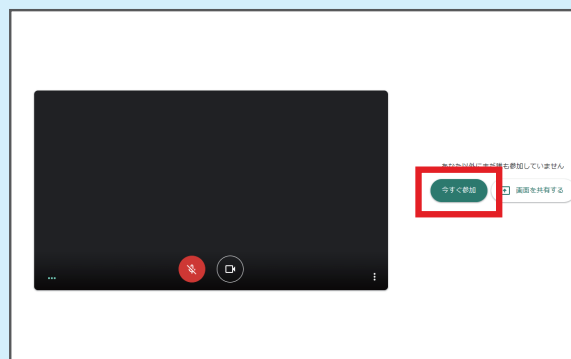 あなた以外にまだ誰も参加していません
今すぐ参加
画面を共有する